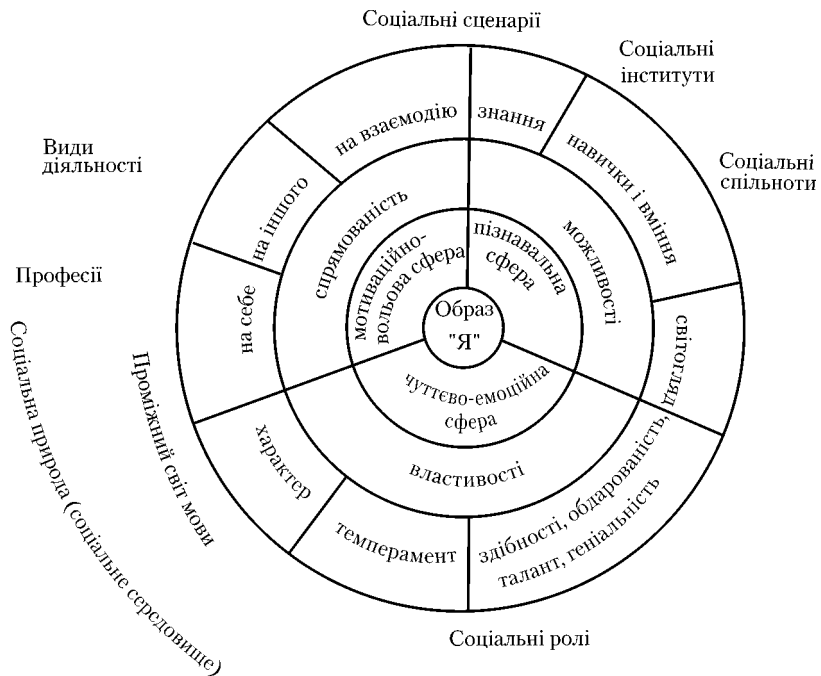 Соціальні сценарії
Соціальні
інститути
Види
діяльності
Соціальні
спільноти
Професії
Соціальна природа (соціальне середовище)
Проміжний світ мови
на взаємодію
знання
навички і вміння
світогляд
на іншого
на себе
спрямованість
можливості
мотиваційно-
вольова сфера
пізнавальна
сфера
Образ
"Я"
чуттєво-емоційна
сфера
властивості
характер
темперамент
здібності, обдарованість,
талант, геніальність
Соціальні ролі